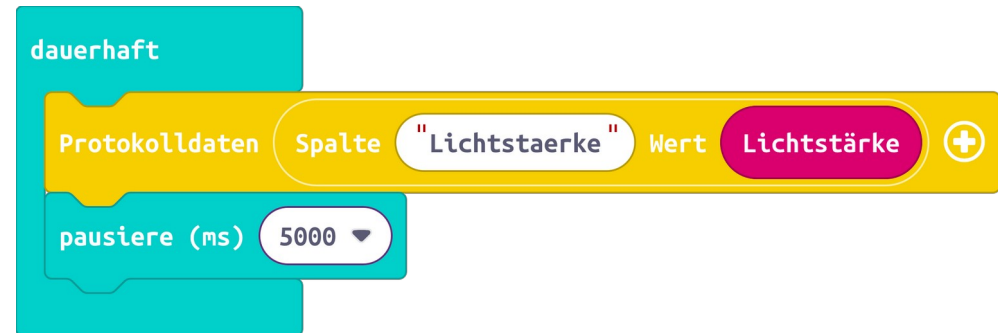 dauerhaft
Protokolldaten Spalte "Lichtstaerke" Wert Lichtstärke
pausiere (ms) 5000